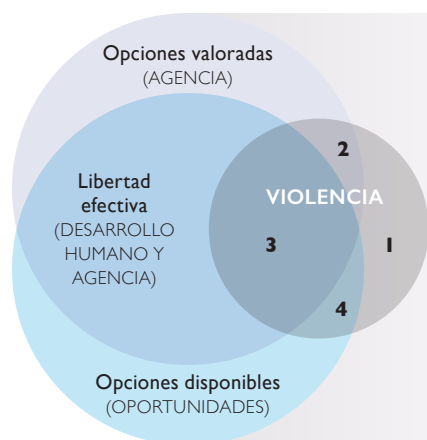 Opciones valoradas
(AGENCIA)
2
Libertad
efectiva
(DESARROLLO
HUMANO Y
AGENCIA)
VIOLENCIA
3
1
4
Opciones disponibles
(OPORTUNIDADES)